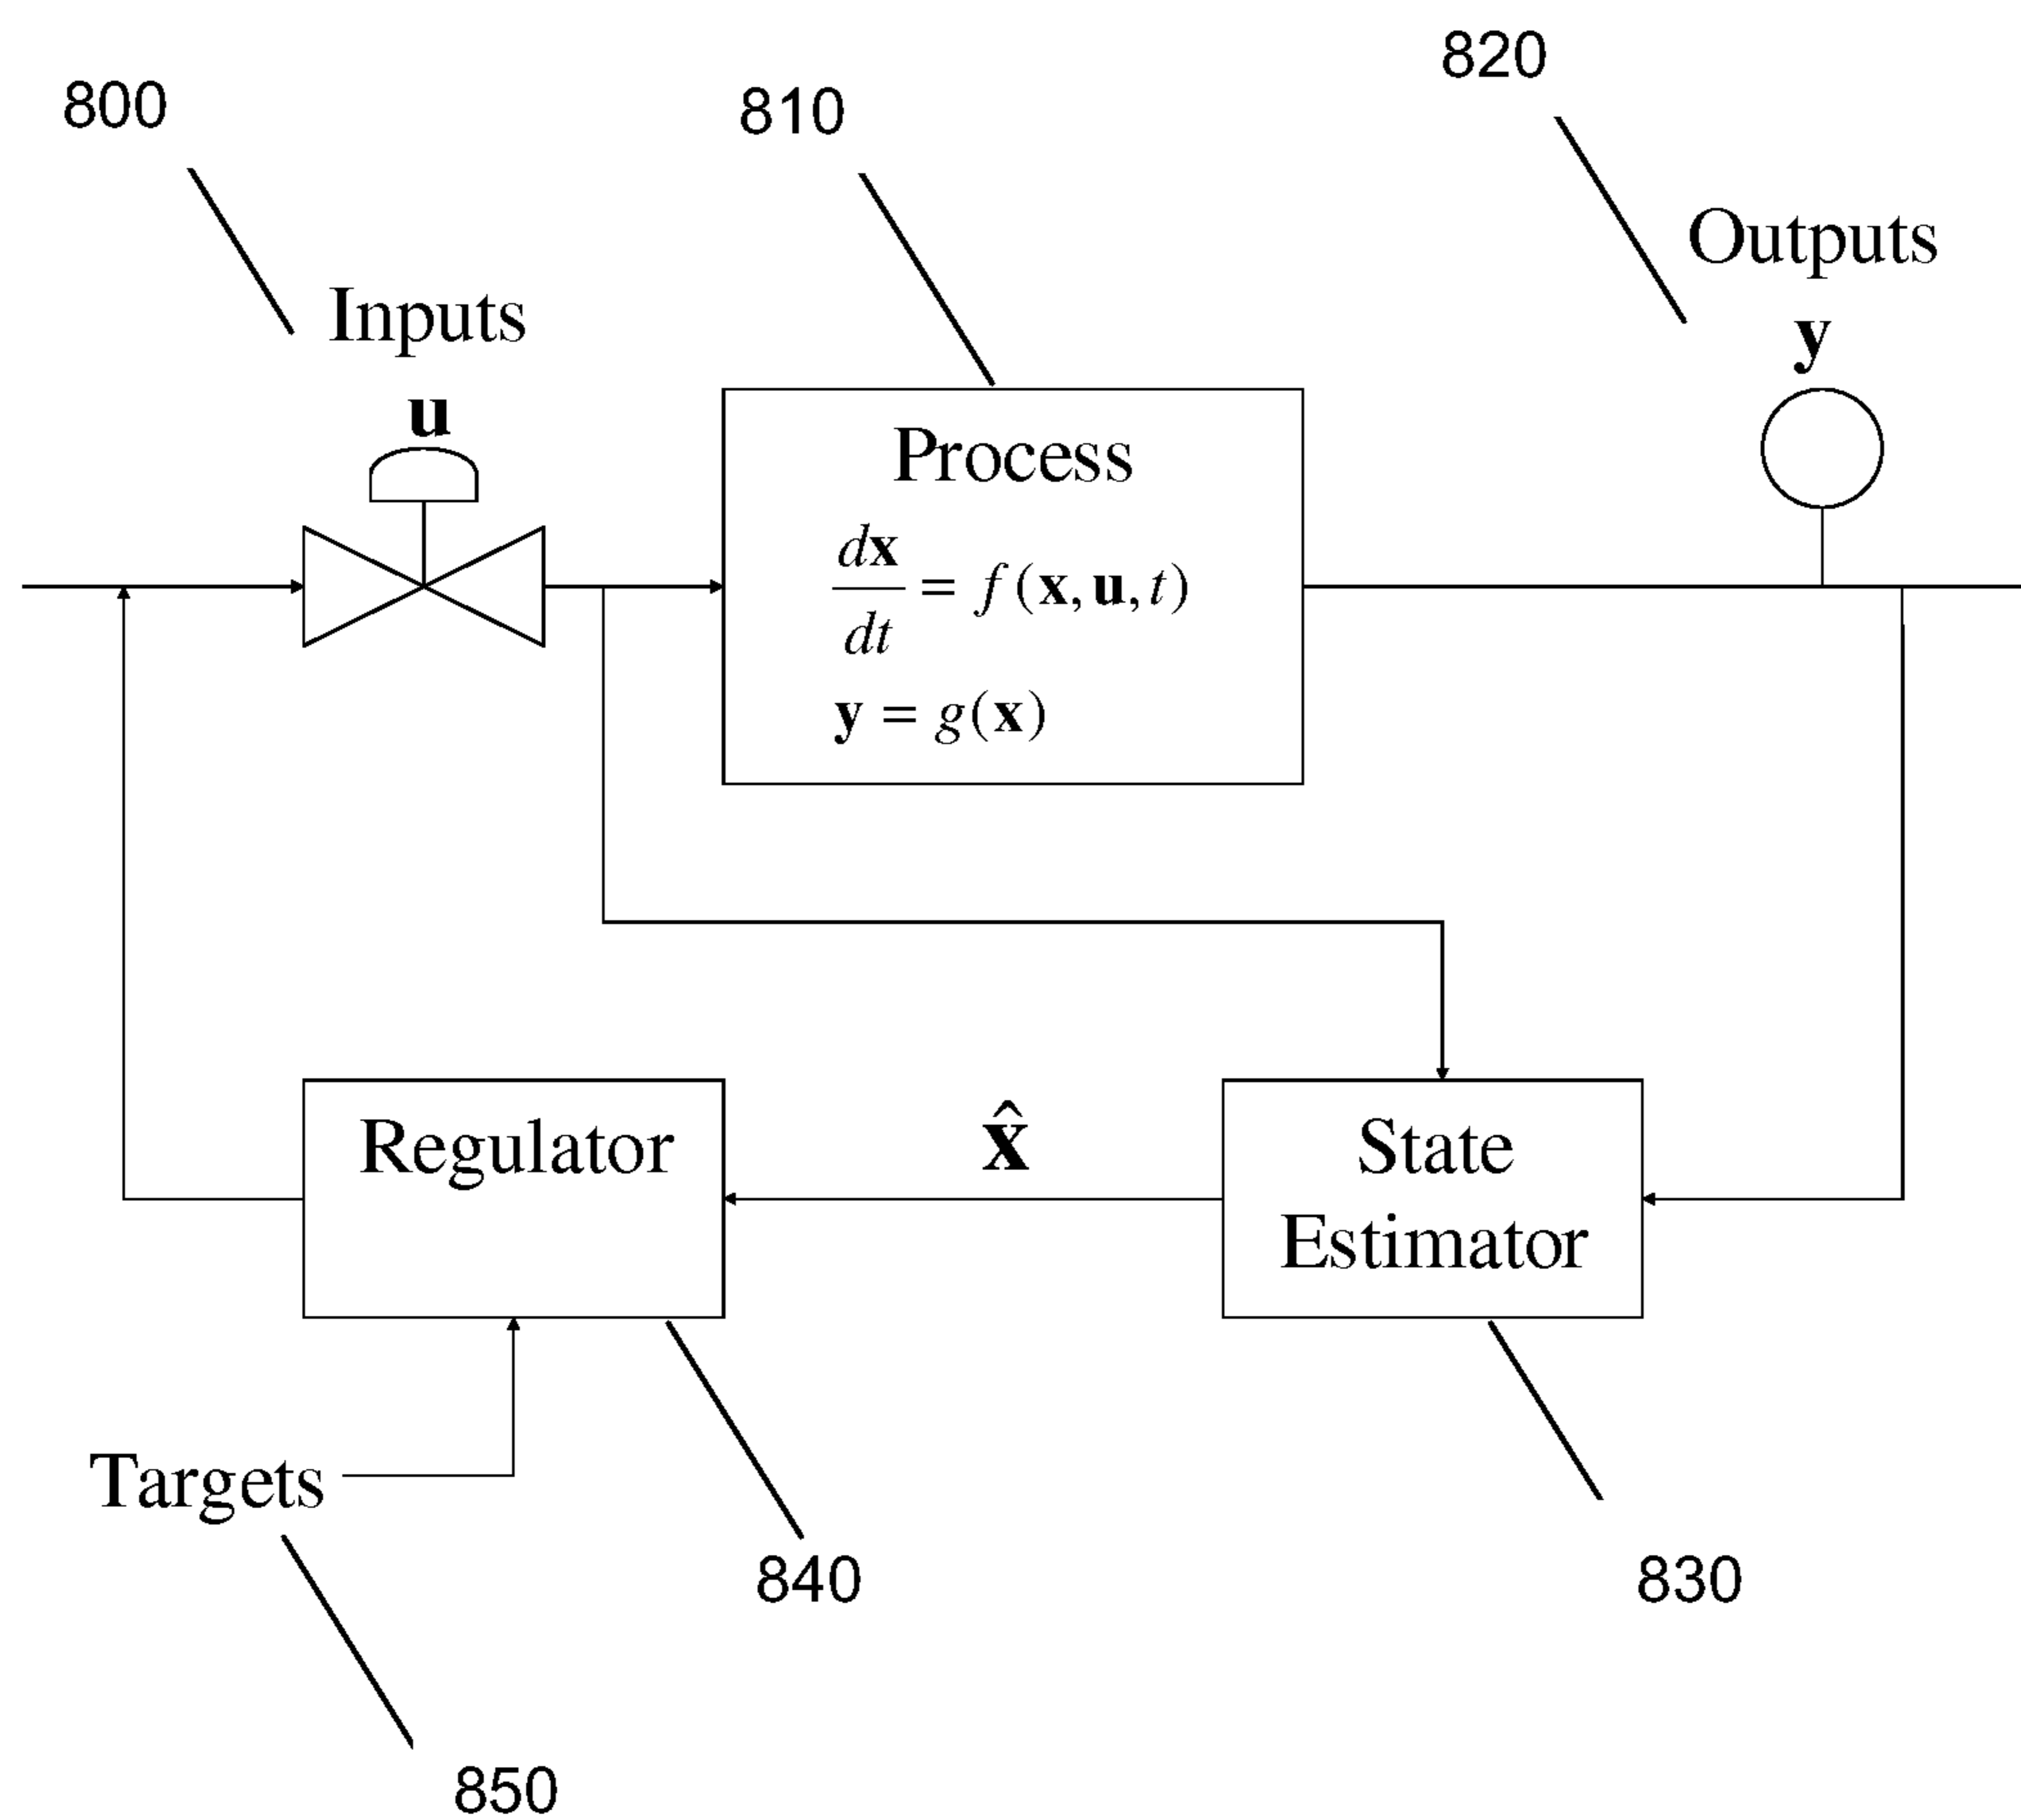 800
810
820
Inputs
u
Outputs
y
Process
dx/dt = f(x, u, t)
y = g(x)
Regulator
x̂
State
Estimator
Targets
840
830
850